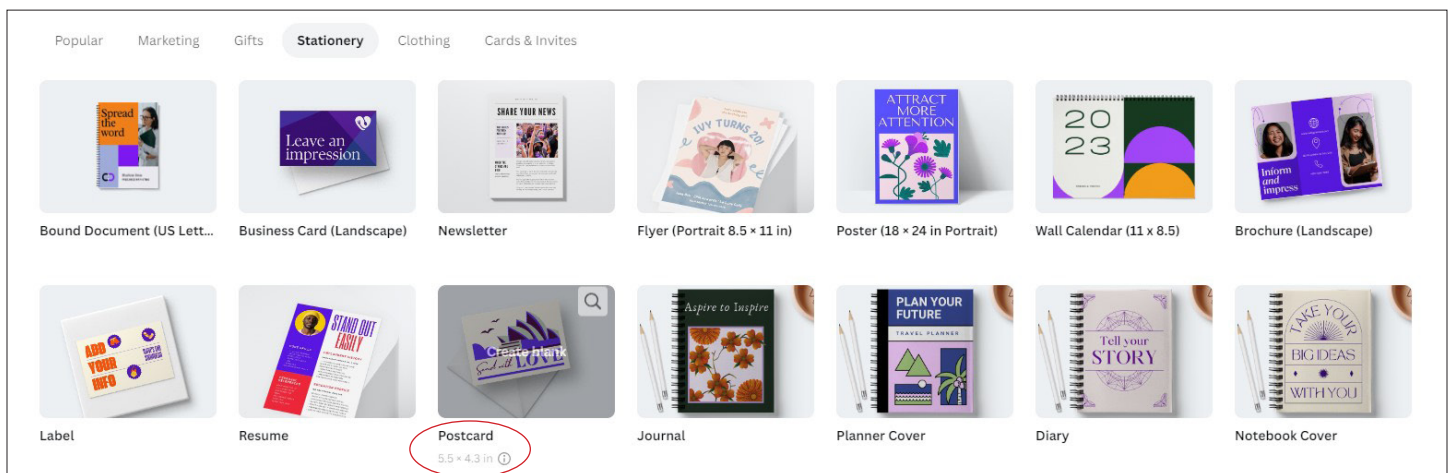 Popular Marketing Gifts Stationery Clothing Cards & Invites
Spread
the
word
Leave an
impression
SHARE YOUR NEWS
IVY TURNS 20!
ATTRACT
MORE
ATTENTION
20
23
Inform
and
impress
Bound Document (US Lett... Business Card (Landscape) Newsletter Flyer (Portrait 8.5 × 11 in) Poster (18 × 24 in Portrait) Wall Calendar (11 x 8.5) Brochure (Landscape)
ADD
YOUR
INFO
STAND OUT
EASILY
Create blank
Send with LOVE
Aspire to Inspire
PLAN YOUR
FUTURE
TRAVEL PLANNER
Tell your
STORY
TAKE YOUR
BIG IDEAS
WITH YOU
Label Resume Postcard Journal Planner Cover Diary Notebook Cover
5.5 × 4.3 in